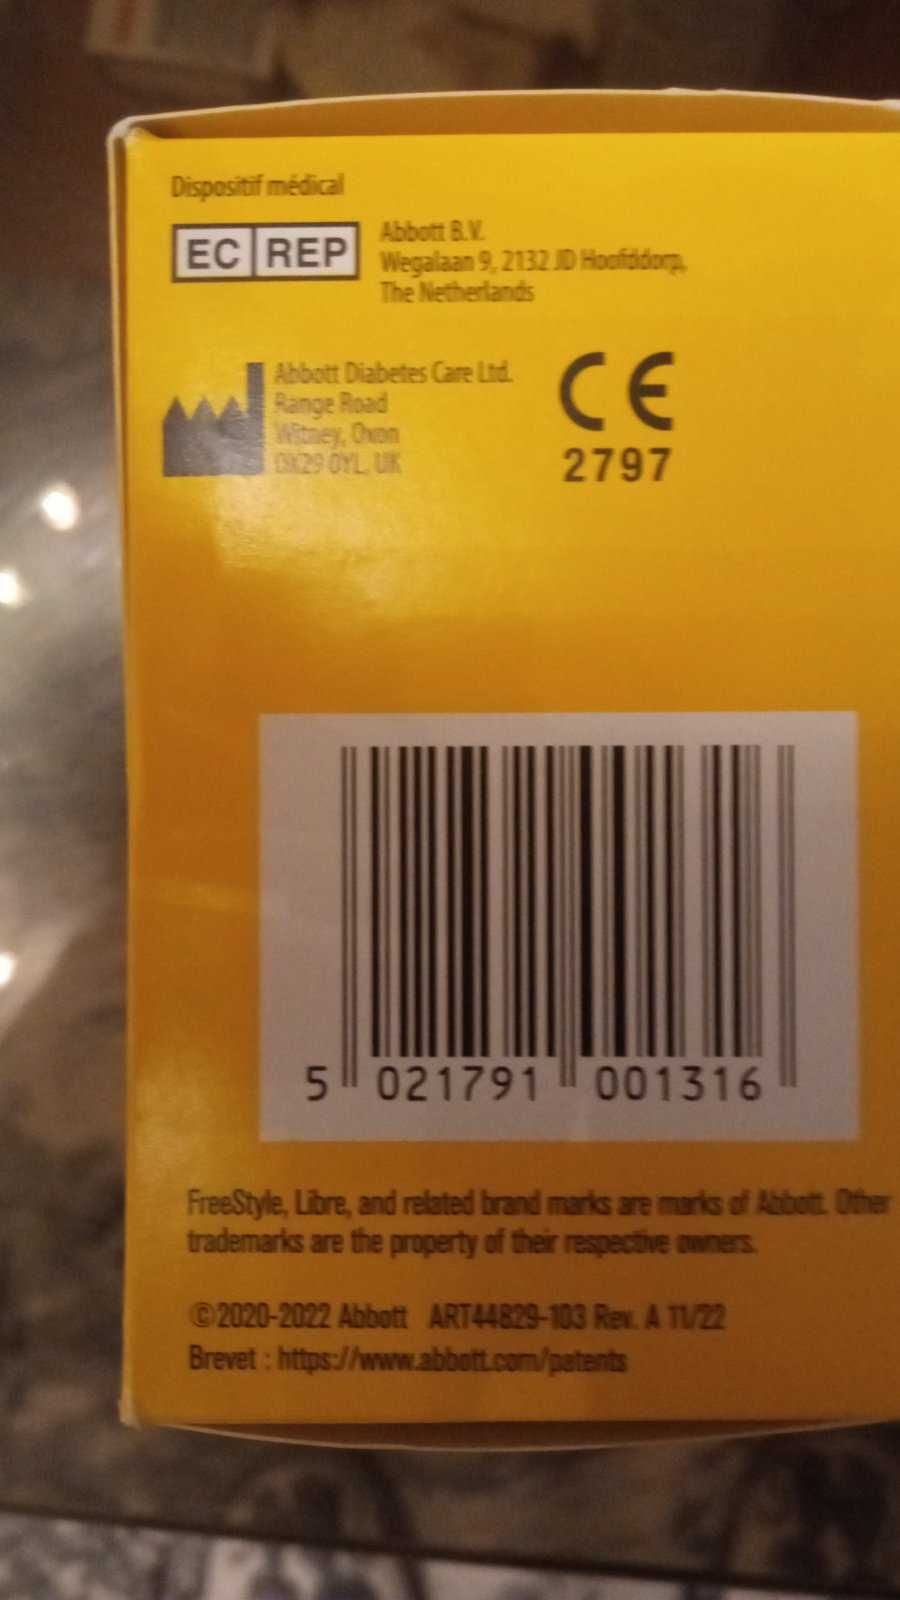 Dispositif médical
EC REP
Abbott B.V.
Wegalaan 9, 2132 JD Hoofddorp,
The Netherlands
Abbott Diabetes Care Ltd.
Range Road
Witney, Oxon
OX29 0YL, UK
CE
2797
5 021791 001316
FreeStyle, Libre, and related brand marks are marks of Abbott. Other
trademarks are the property of their respective owners.
©2020-2022 Abbott ART44829-103 Rev. A 11/22
Brevet : https://www.abbott.com/patents